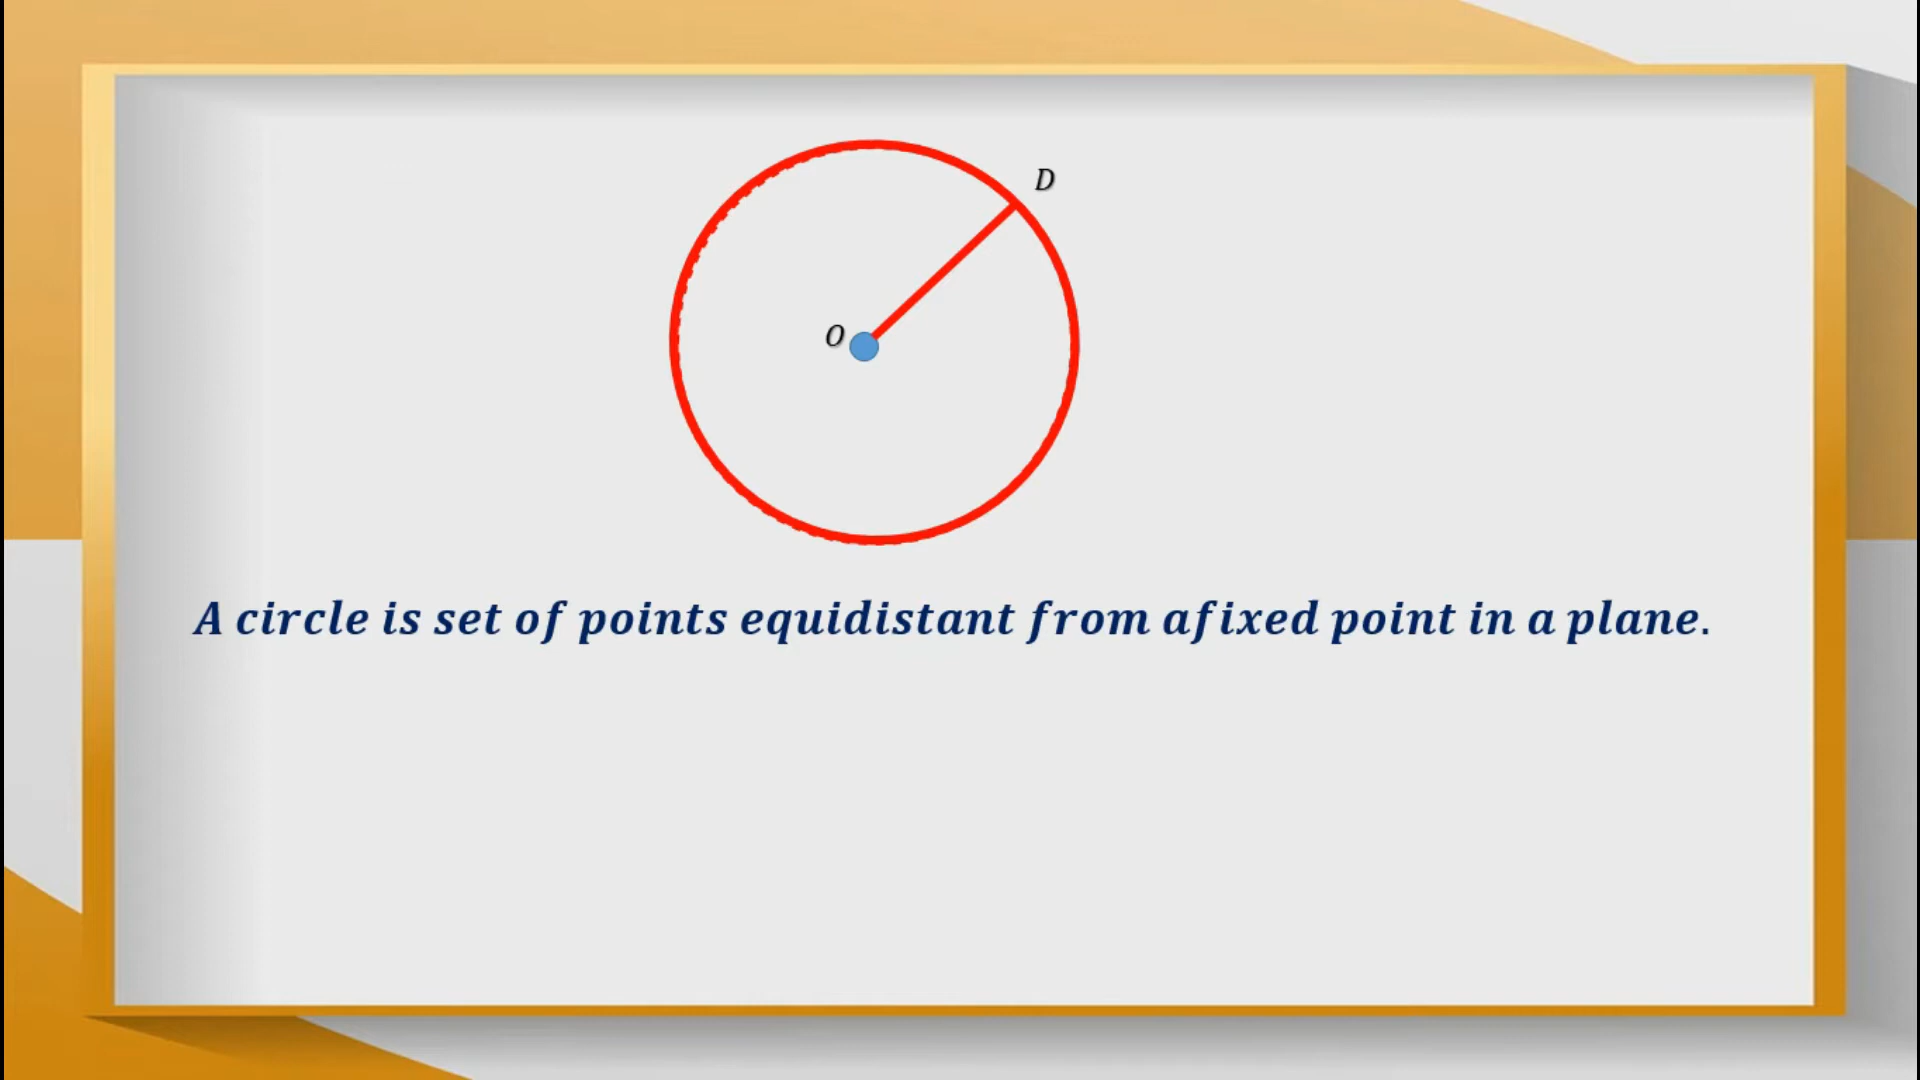 D
O
A circle is set of points equidistant from afixed point in a plane.